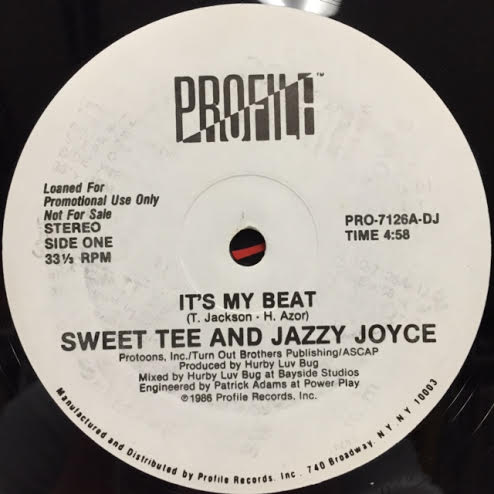 PROFILE™
Loaned For
Promotional Use Only
Not For Sale
STEREO
SIDE ONE
33⅓ RPM
PRO-7126A-DJ
TIME 4:58
IT'S MY BEAT
(T. Jackson - H. Azor)
SWEET TEE AND JAZZY JOYCE
Protoons, Inc./Turn Out Brothers Publishing/ASCAP
Produced by Hurby Luv Bug
Mixed by Hurby Luv Bug at Bayside Studios
Engineered by Patrick Adams at Power Play
©1986 Profile Records, Inc.
Manufactured and Distributed by Profile Records, Inc. 740 Broadway, N.Y. N.Y. 10003